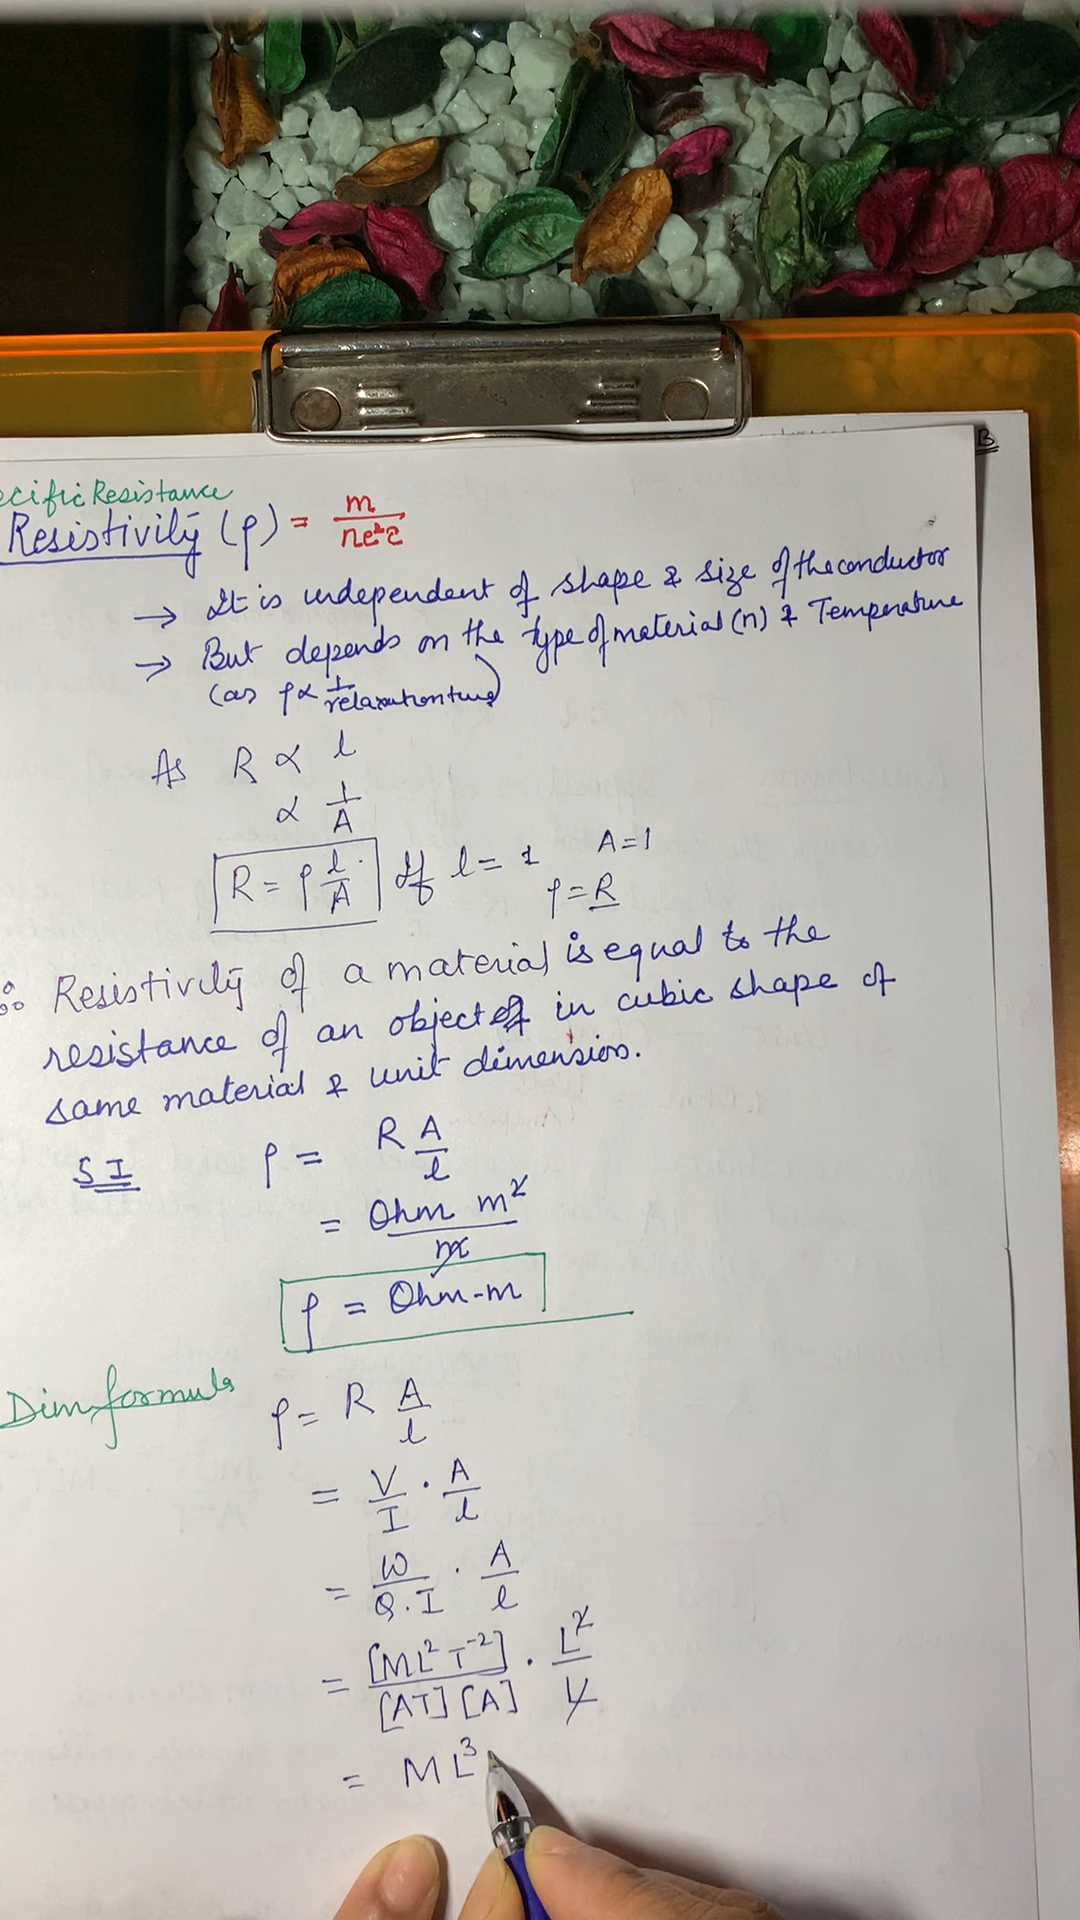 ecific Resistance
Resistivity (ρ) = m/ne²τ
→ It is independent of shape & size of the conductor
→ But depends on the type of material (n) & Temperature
(as ρ ∝ 1/relaxation time)
As R ∝ l
∝ 1/A
R = ρ l/A If l = 1 A = 1
ρ = R
∴ Resistivity of a material is equal to the
resistance of an object in cubic shape of
same material & unit dimension.
SI ρ = R A/l
= Ohm m²/m
ρ = Ohm-m
Dim. formula ρ = R A/l
= V/I · A/l
= W/Q.I · A/l
= [ML²T⁻²]/[AT][A] · L²/L
= ML³
B